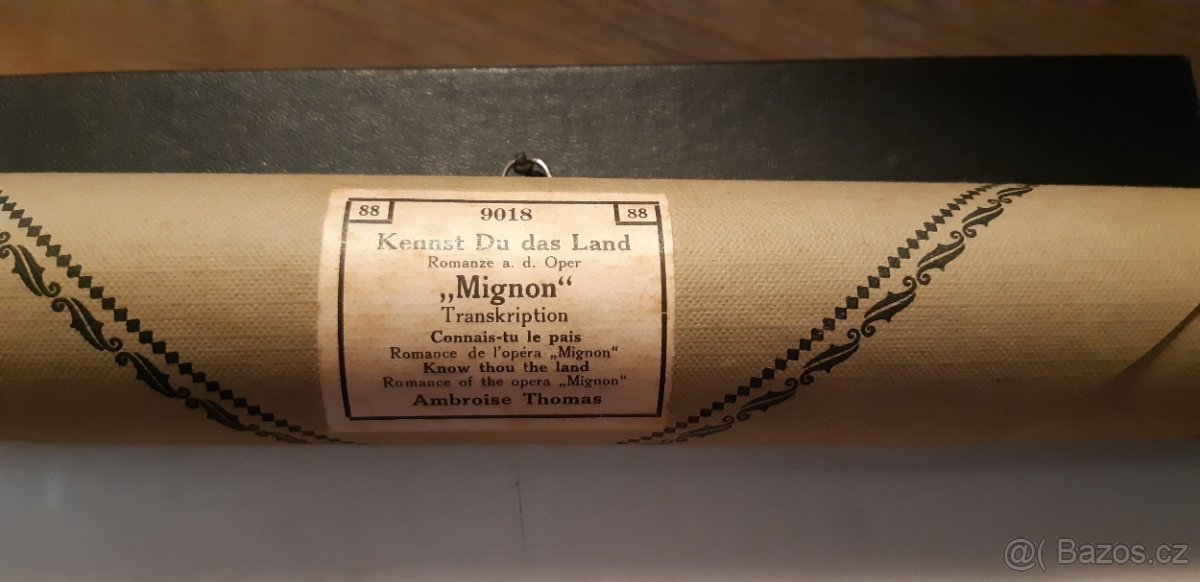 88 9018 88
Kennst Du das Land
Romanze a. d. Oper
„Mignon“
Transkription
Connais-tu le pais
Romance de l'opéra „Mignon“
Know thou the land
Romance of the opera „Mignon“
Ambroise Thomas
@( Bazos.cz